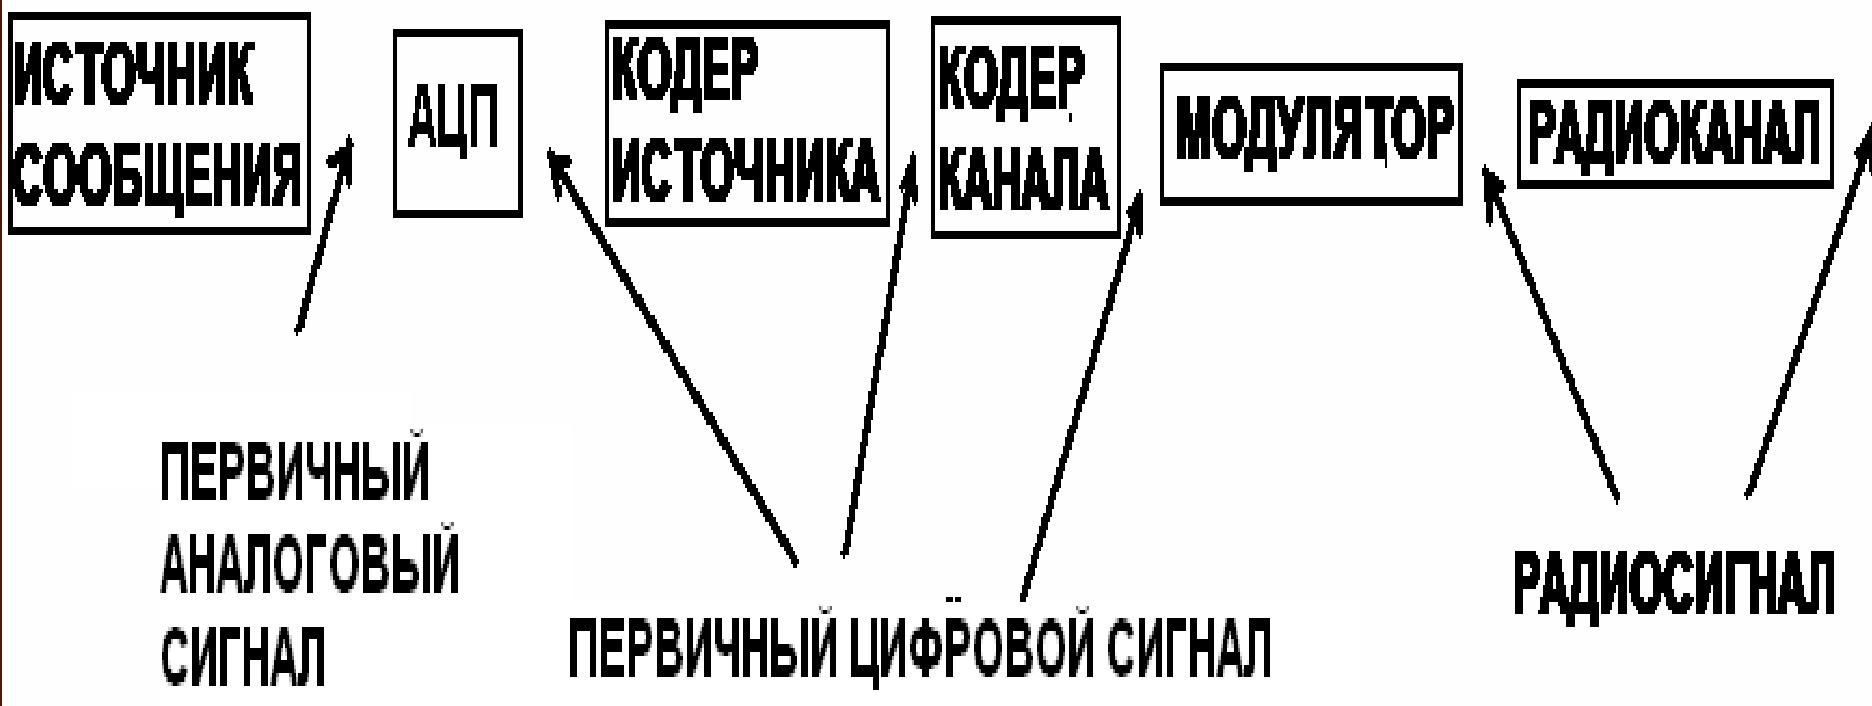 ИСТОЧНИК
СООБЩЕНИЯ
АЦП
КОДЕР
ИСТОЧНИКА
КОДЕР
КАНАЛА
МОДУЛЯТОР
РАДИОКАНАЛ
ПЕРВИЧНЫЙ
АНАЛОГОВЫЙ
СИГНАЛ
ПЕРВИЧНЫЙ ЦИФРОВОЙ СИГНАЛ
РАДИОСИГНАЛ